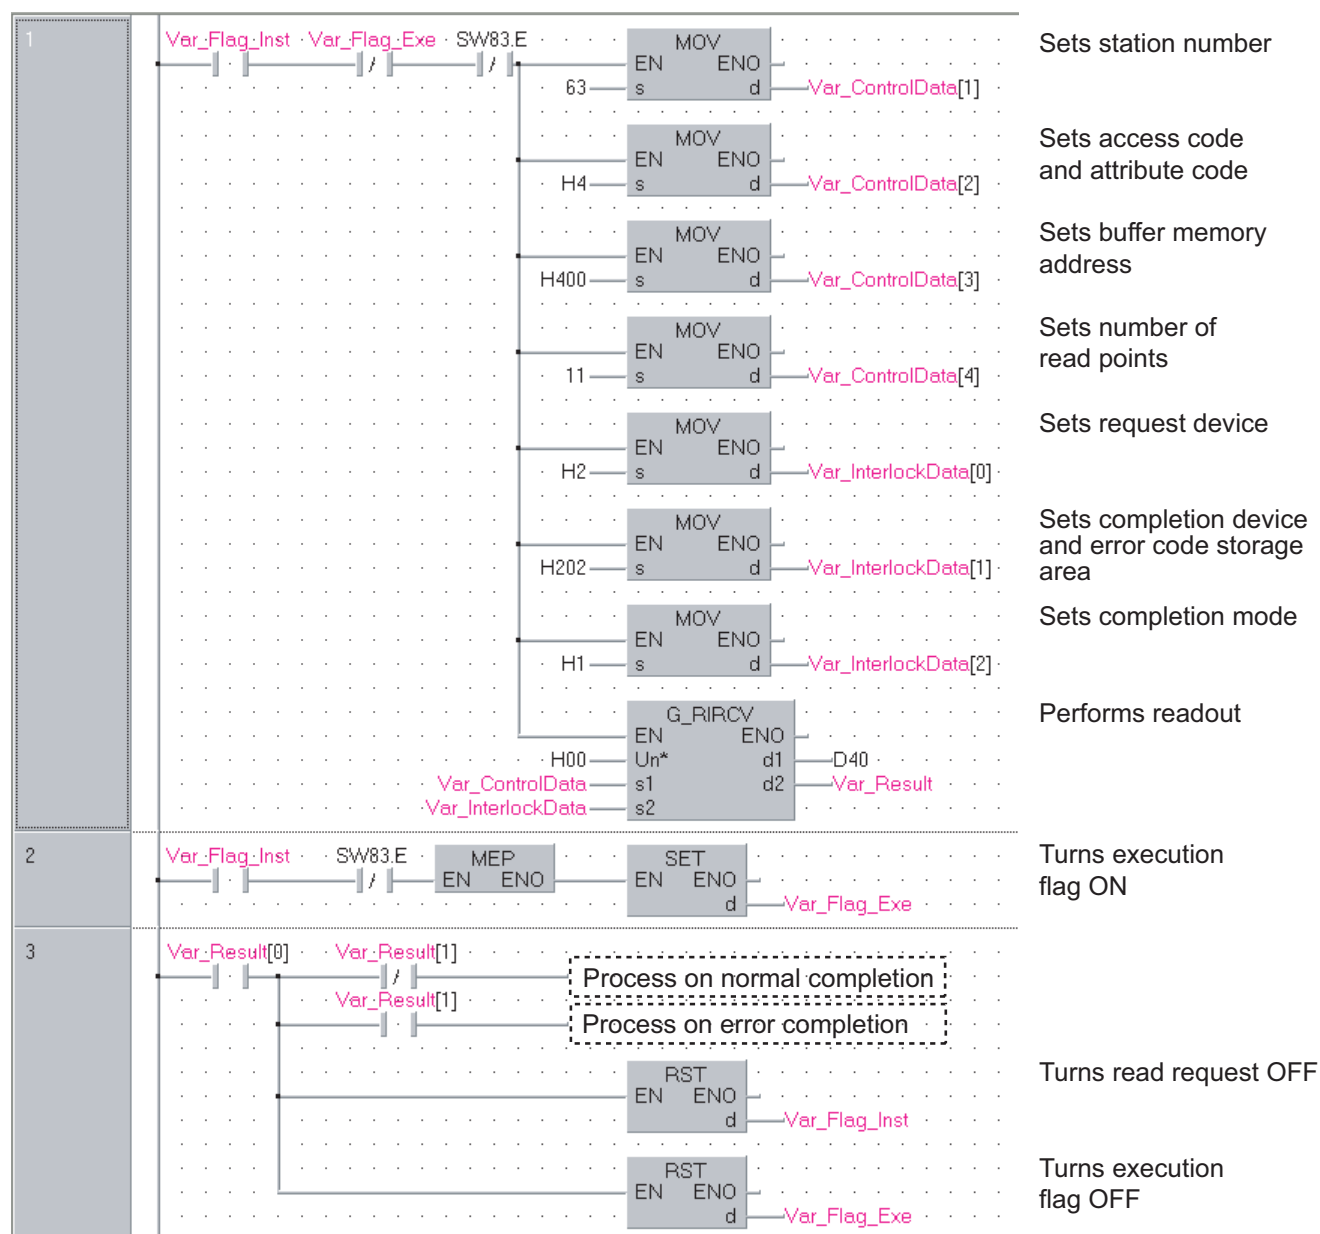 1
Var_Flag_Inst Var_Flag_Exe SW83.E
MOV
EN ENO
63 s d Var_ControlData[1]
Sets station number
MOV
EN ENO
H4 s d Var_ControlData[2]
Sets access code
and attribute code
MOV
EN ENO
H400 s d Var_ControlData[3]
Sets buffer memory
address
MOV
EN ENO
11 s d Var_ControlData[4]
Sets number of
read points
MOV
EN ENO
H2 s d Var_InterlockData[0]
Sets request device
MOV
EN ENO
H202 s d Var_InterlockData[1]
Sets completion device
and error code storage
area
MOV
EN ENO
H1 s d Var_InterlockData[2]
Sets completion mode
G_RIRCV
EN ENO
H00 Un* d1 D40
Var_ControlData s1 d2 Var_Result
Var_InterlockData s2
Performs readout
2
Var_Flag_Inst SW83.E
MEP
EN ENO
SET
EN ENO
d Var_Flag_Exe
Turns execution
flag ON
3
Var_Result[0] Var_Result[1]
Process on normal completion
Var_Result[1]
Process on error completion
RST
EN ENO
d Var_Flag_Inst
Turns read request OFF
RST
EN ENO
d Var_Flag_Exe
Turns execution
flag OFF